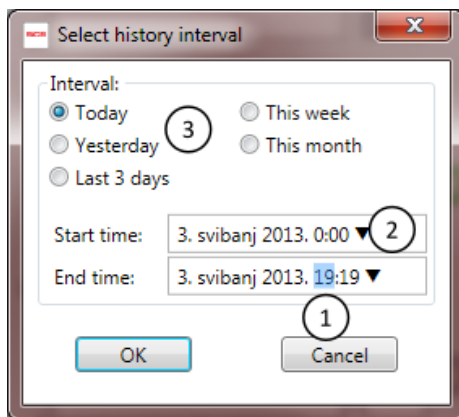 Select history interval
Interval:
Today
This week
3
Yesterday
This month
Last 3 days
Start time:
3. svibanj 2013. 0:00
2
End time:
3. svibanj 2013. 19:19
1
OK
Cancel